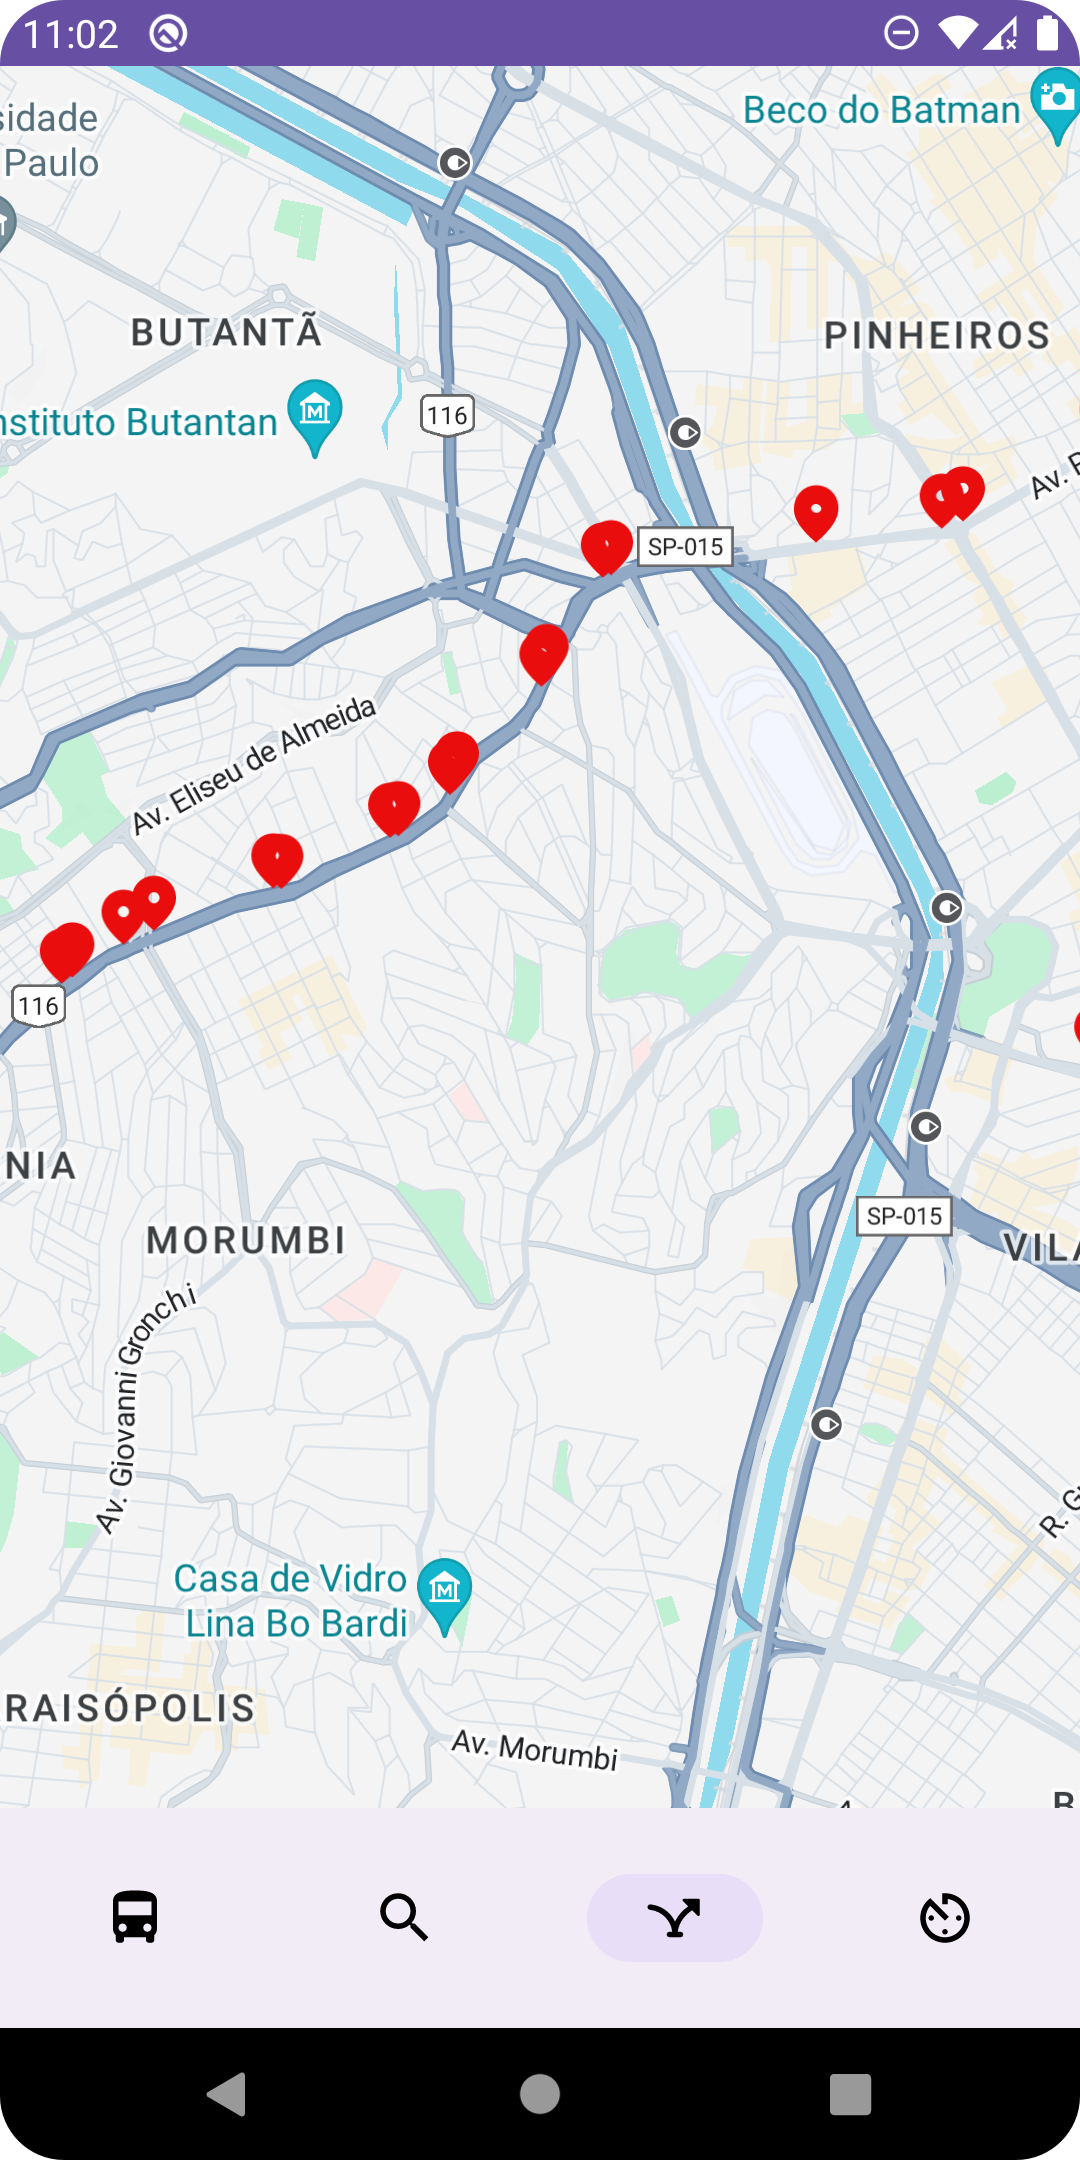 11:02
Beco do Batman
sidade
Paulo
BUTANTÃ
PINHEIROS
nstituto Butantan
116
Av. P
SP-015
Av. Eliseu de Almeida
116
NIA
SP-015
MORUMBI
VILA
Av. Giovanni Gronchi
R. G
Casa de Vidro
Lina Bo Bardi
RAISÓPOLIS
Av. Morumbi